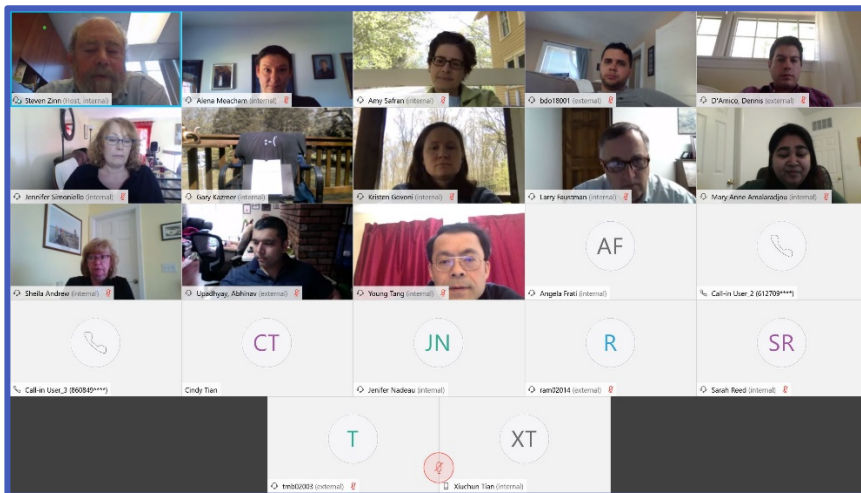 Steven Zinn (Host, internal)
Alena Meacham (internal)
Amy Safran (internal)
bdo18001 (external)
D'Amico, Dennis (external)
:-(
Jennifer Simoniello (internal)
Gary Kazmer (internal)
Kristen Govoni (internal)
Larry Faustman (internal)
Mary Anne Amalaradjou (internal)
AF
Sheila Andrew (internal)
Upadhyay, Abhinav (external)
Young Tang (internal)
Angela Frati (internal)
Call-in User_2 (612709****)
CT
JN
R
SR
Call-in User_3 (860849****)
Cindy Tian
Jenifer Nadeau (internal)
ram02014 (external)
Sarah Reed (internal)
T
XT
tmb02003 (external)
Xiuchun Tian (internal)